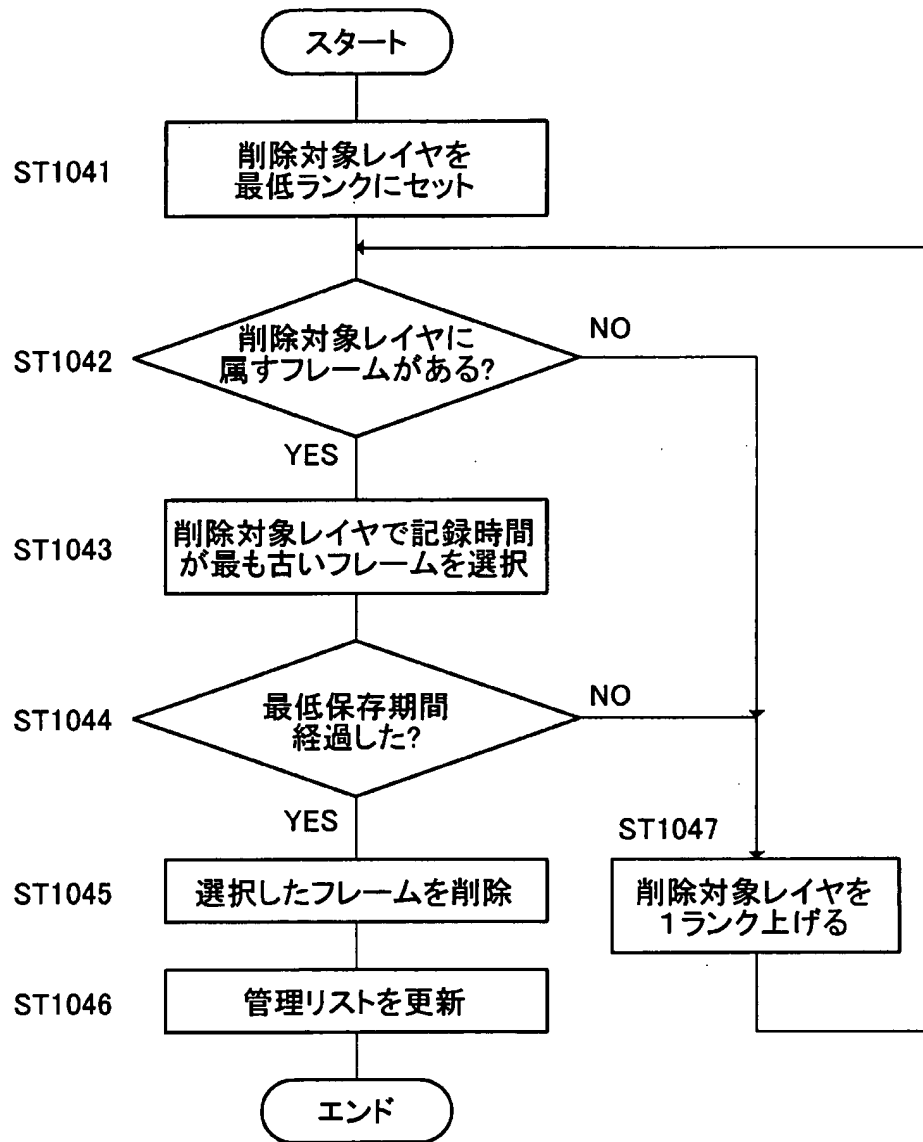 スタート
ST1041
削除対象レイヤを
最低ランクにセット
ST1042
削除対象レイヤに
属すフレームがある?
NO
YES
ST1043
削除対象レイヤで記録時間
が最も古いフレームを選択
ST1044
最低保存期間
経過した?
NO
YES
ST1045
選択したフレームを削除
ST1047
削除対象レイヤを
1ランク上げる
ST1046
管理リストを更新
エンド